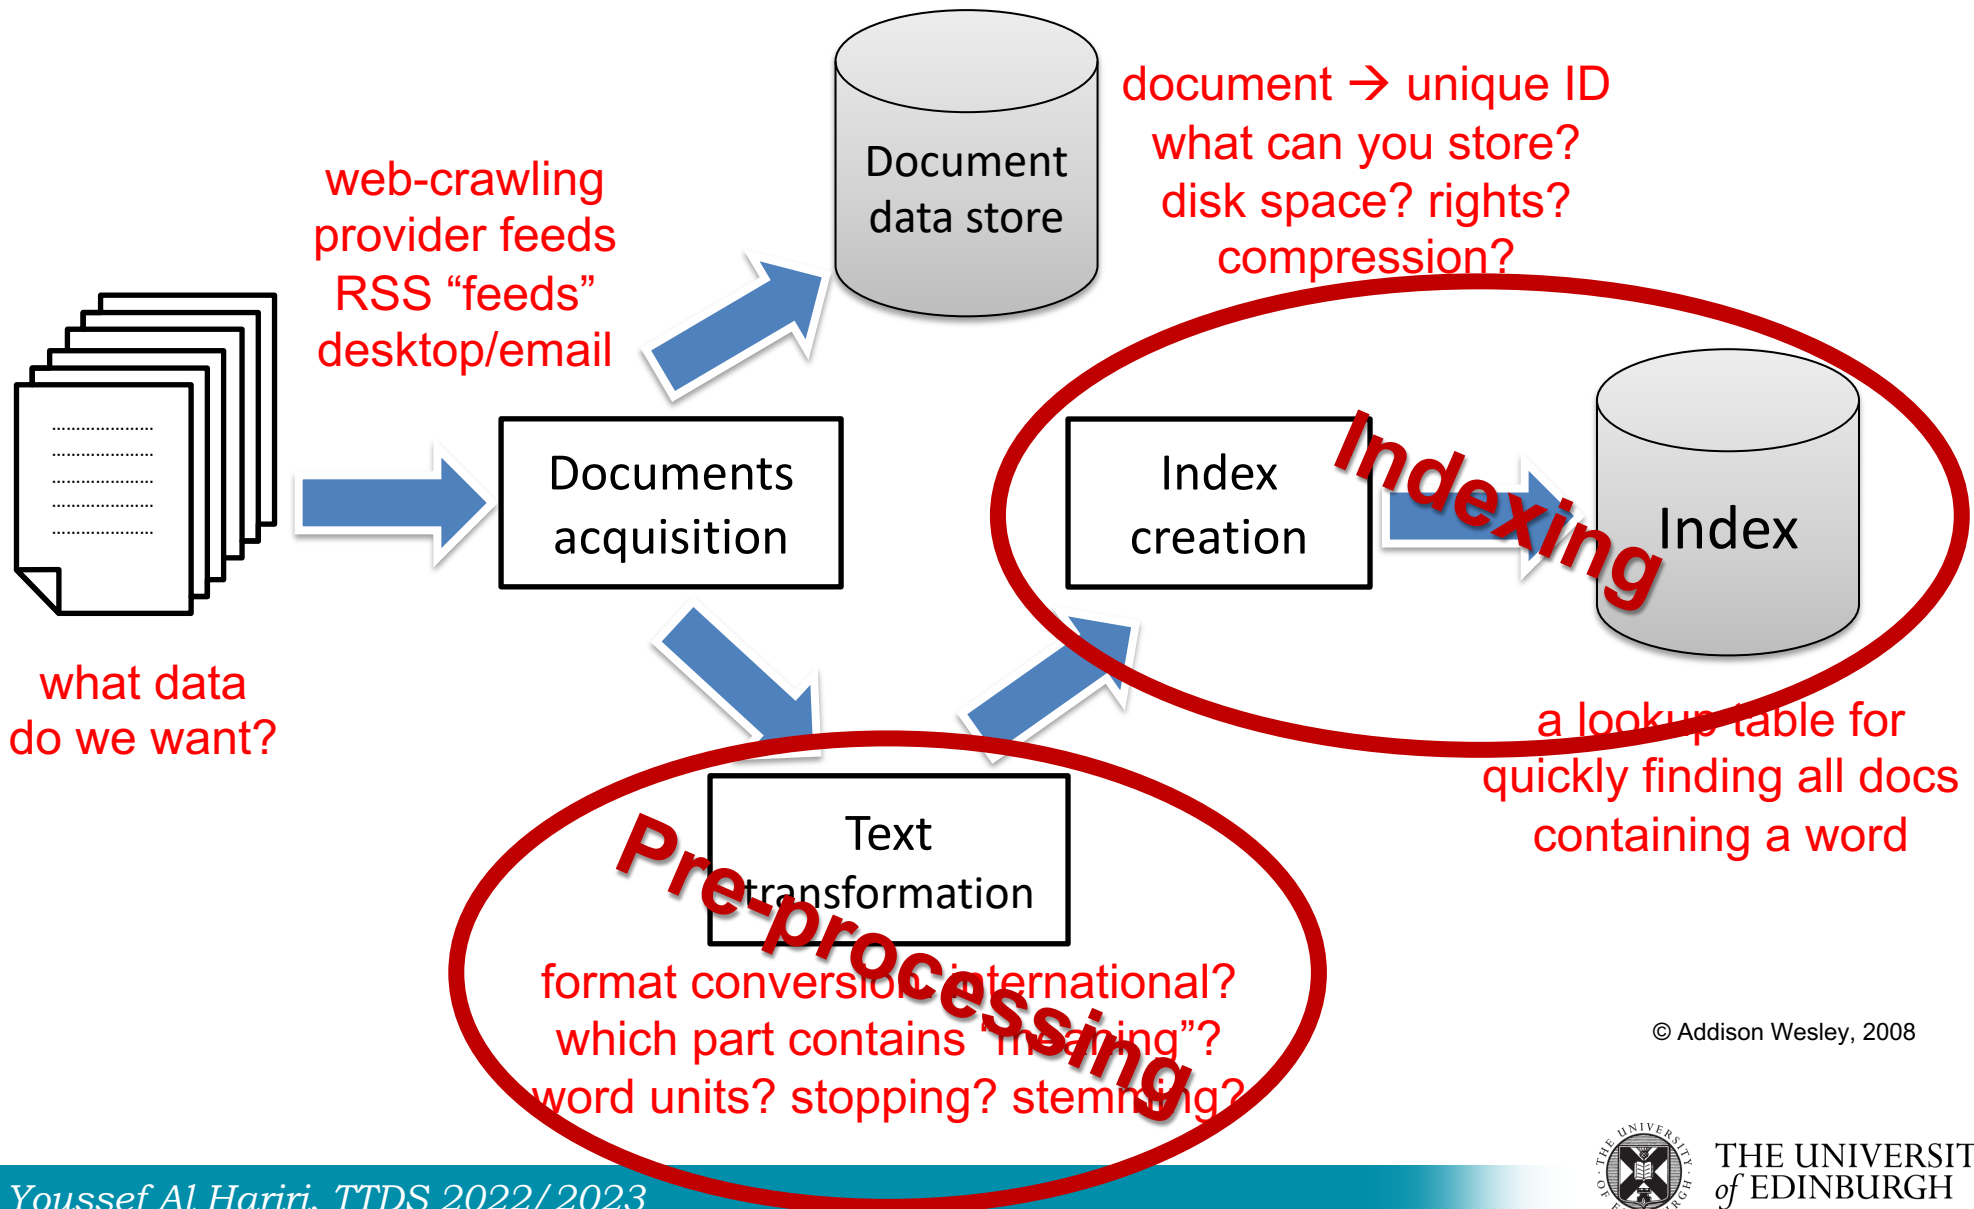 document → unique ID
what can you store?
disk space? rights?
compression?
Document
data store
web-crawling
provider feeds
RSS “feeds”
desktop/email
Documents
acquisition
Index
creation
Indexing
Index
what data
do we want?
a lookup table for
quickly finding all docs
containing a word
Text
transformation
Pre-processing
format conversion. international?
which part contains “meaning”?
word units? stopping? stemming?
© Addison Wesley, 2008
Youssef Al Hariri, TTDS 2022/2023
THE UNIVERSIT
of EDINBURGH